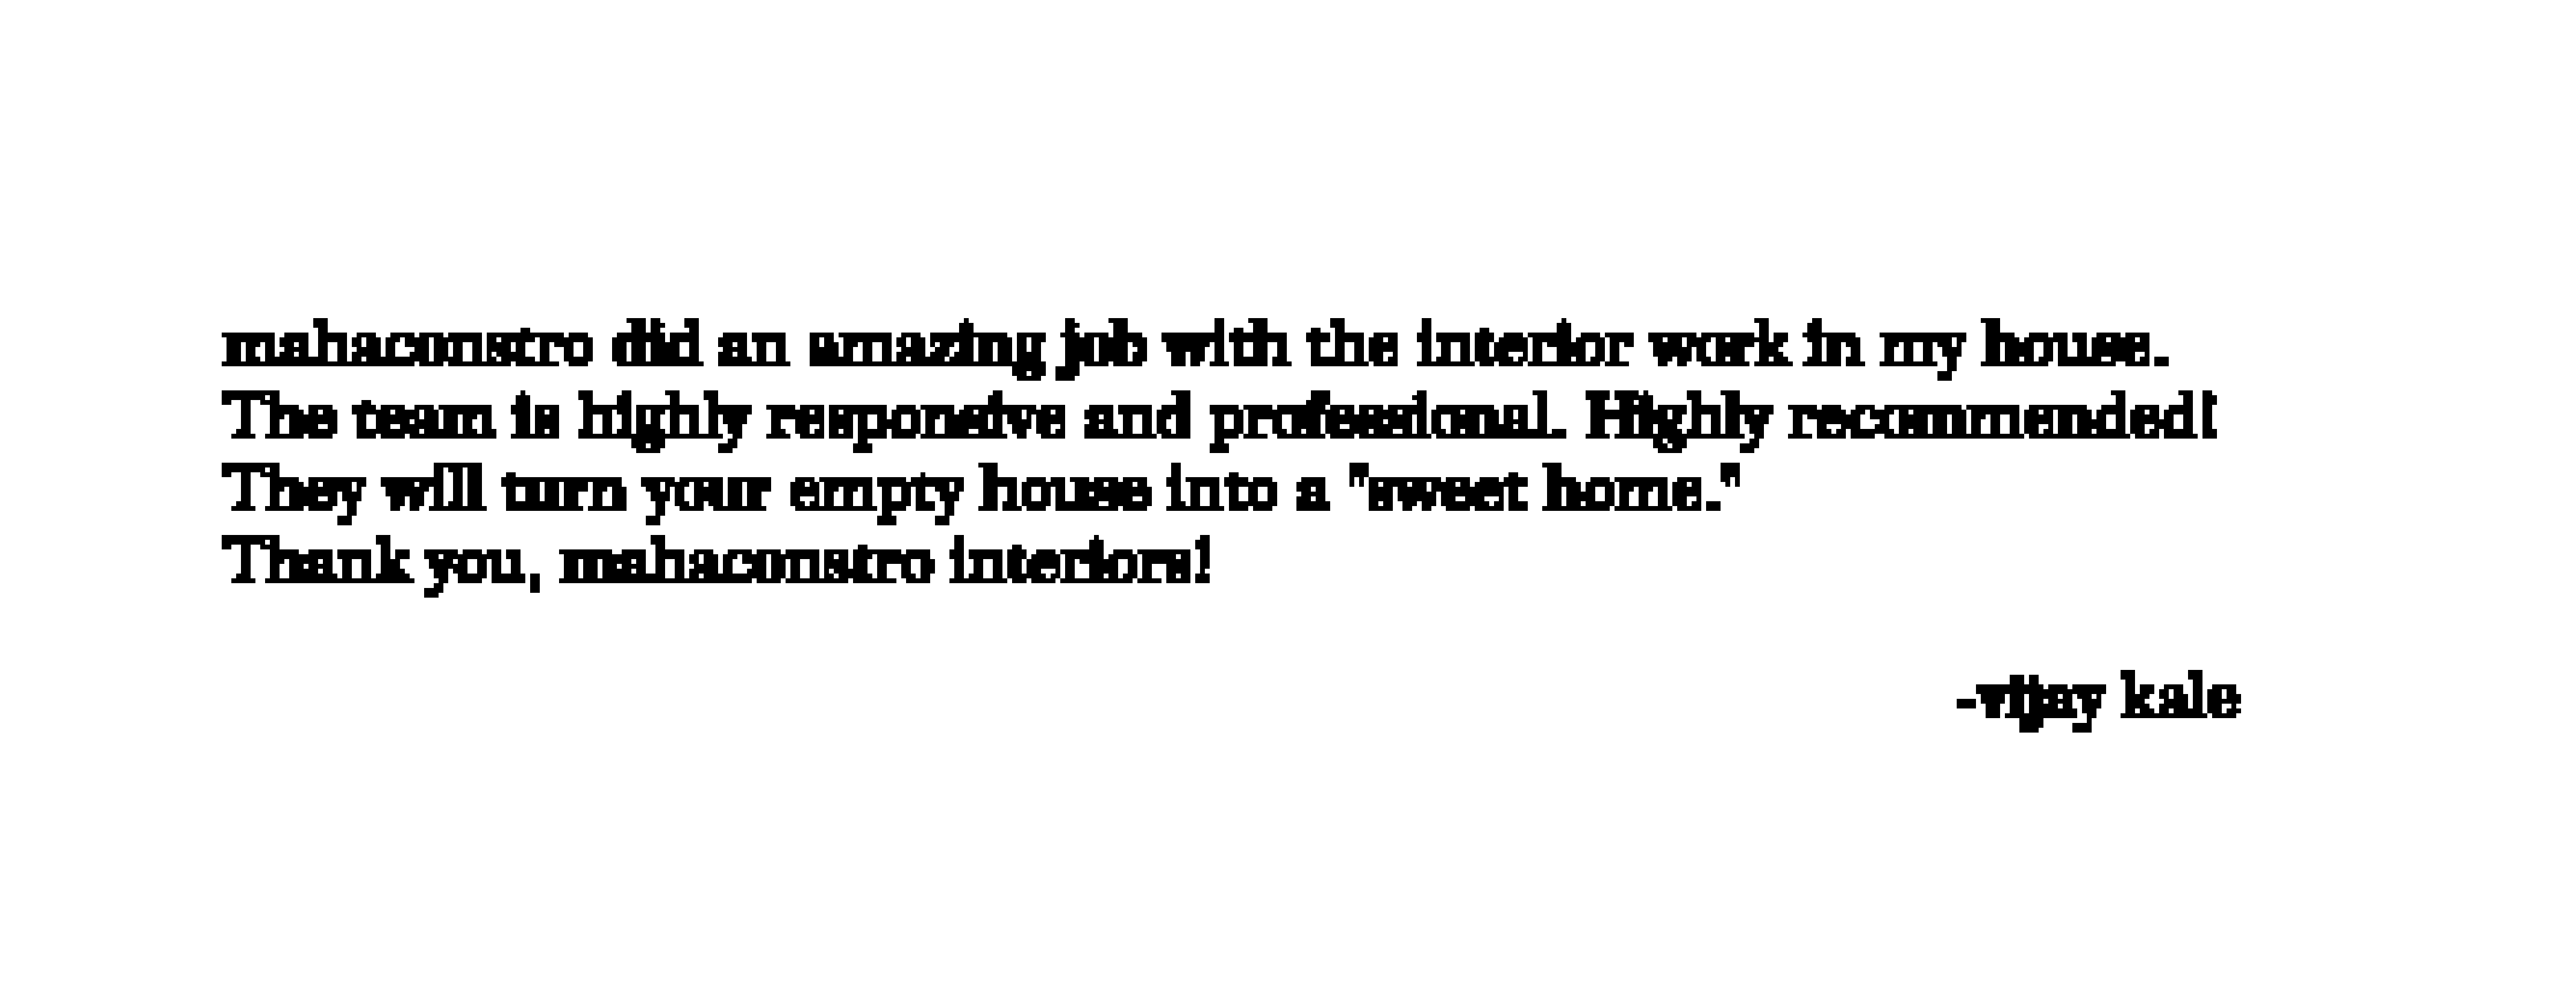 mahaconstro did an amazing job with the interior work in my house.
The team is highly responsive and professional. Highly recommended!
They will turn your empty house into a "sweet home."
Thank you, mahaconstro interiors!
-vijay kale